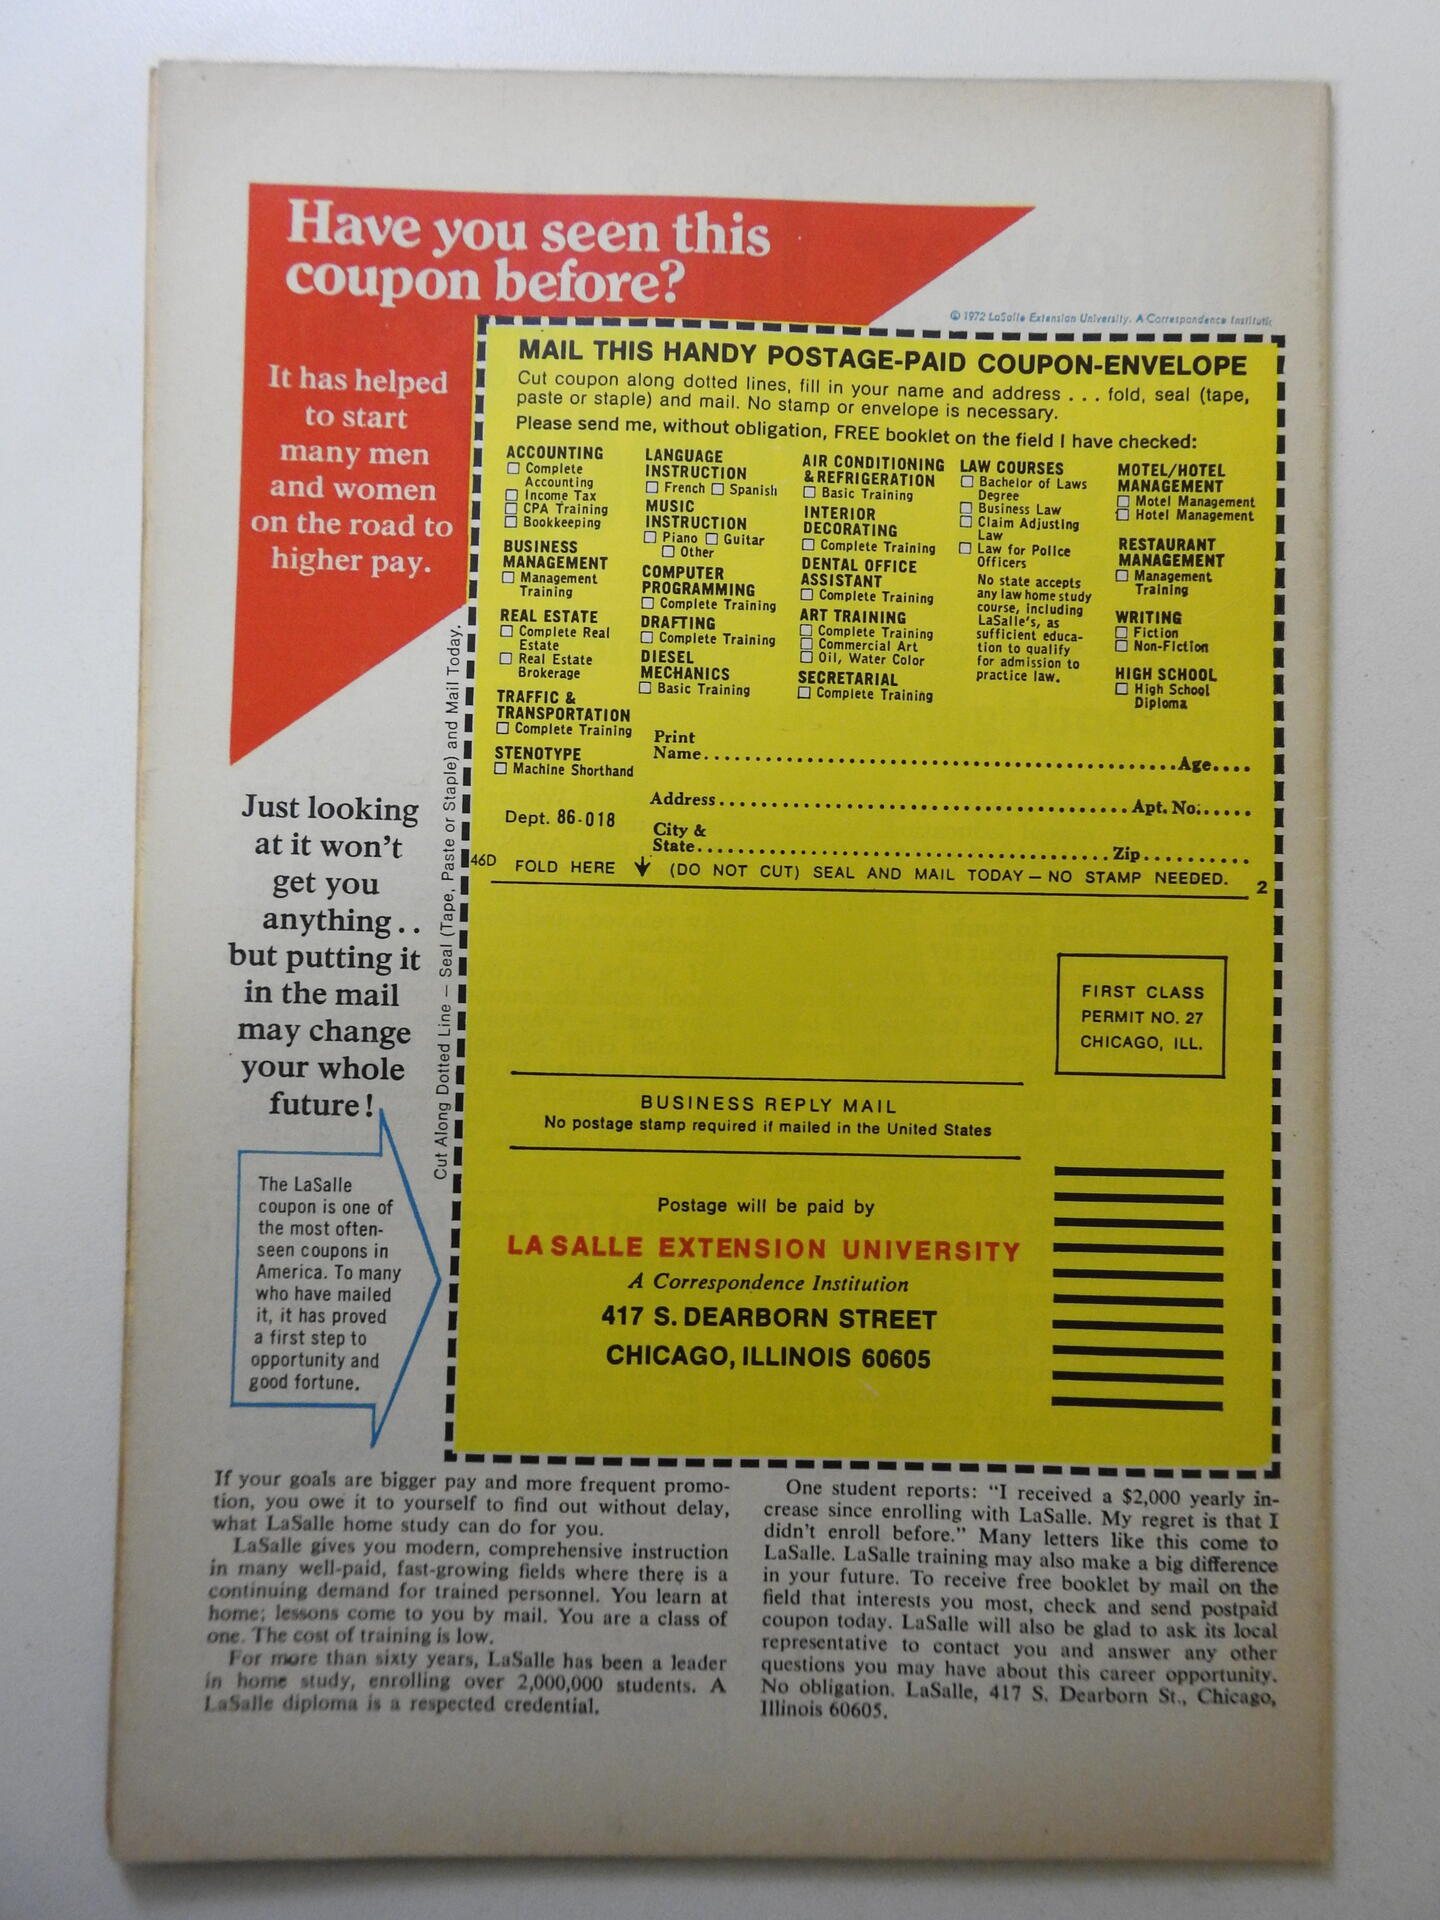 Have you seen this
coupon before?
It has helped
to start
many men
and women
on the road to
higher pay.
Just looking
at it won't
get you
anything..
but putting it
in the mail
may change
your whole
future!
The LaSalle
coupon is one of
the most often-
seen coupons in
America. To many
who have mailed
it, it has proved
a first step to
opportunity and
good fortune.
Cut Along Dotted Line — Seal (Tape, Paste or Staple) and Mail Today.
© 1972 LaSalle Extension University. A Correspondence Institutic
MAIL THIS HANDY POSTAGE-PAID COUPON-ENVELOPE
Cut coupon along dotted lines, fill in your name and address . . . fold, seal (tape,
paste or staple) and mail. No stamp or envelope is necessary.
Please send me, without obligation, FREE booklet on the field I have checked:
ACCOUNTING
☐ Complete
Accounting
☐ Income Tax
☐ CPA Training
☐ Bookkeeping
BUSINESS
MANAGEMENT
☐ Management
Training
REAL ESTATE
☐ Complete Real
Estate
☐ Real Estate
Brokerage
TRAFFIC &
TRANSPORTATION
☐ Complete Training
STENOTYPE
☐ Machine Shorthand
LANGUAGE
INSTRUCTION
☐ French ☐ Spanish
MUSIC
INSTRUCTION
☐ Piano ☐ Guitar
☐ Other
COMPUTER
PROGRAMMING
☐ Complete Training
DRAFTING
☐ Complete Training
DIESEL
MECHANICS
☐ Basic Training
AIR CONDITIONING
& REFRIGERATION
☐ Basic Training
INTERIOR
DECORATING
☐ Complete Training
DENTAL OFFICE
ASSISTANT
☐ Complete Training
ART TRAINING
☐ Complete Training
☐ Commercial Art
☐ Oil, Water Color
SECRETARIAL
☐ Complete Training
LAW COURSES
☐ Bachelor of Laws
Degree
☐ Business Law
☐ Claim Adjusting
Law
☐ Law for Police
Officers
No state accepts
any law home study
course, including
LaSalle's, as
sufficient educa-
tion to qualify
for admission to
practice law.
MOTEL/HOTEL
MANAGEMENT
☐ Motel Management
☐ Hotel Management
RESTAURANT
MANAGEMENT
☐ Management
Training
WRITING
☐ Fiction
☐ Non-Fiction
HIGH SCHOOL
☐ High School
Diploma
Print
Name........................................Age....
Address........................................Apt. No:......
Dept. 86-018
City &
State........................................Zip..........
46D FOLD HERE ↓ (DO NOT CUT) SEAL AND MAIL TODAY — NO STAMP NEEDED. 2
FIRST CLASS
PERMIT NO. 27
CHICAGO, ILL.
BUSINESS REPLY MAIL
No postage stamp required if mailed in the United States
Postage will be paid by
LA SALLE EXTENSION UNIVERSITY
A Correspondence Institution
417 S. DEARBORN STREET
CHICAGO, ILLINOIS 60605
If your goals are bigger pay and more frequent promo-
tion, you owe it to yourself to find out without delay,
what LaSalle home study can do for you.
LaSalle gives you modern, comprehensive instruction
in many well-paid, fast-growing fields where there is a
continuing demand for trained personnel. You learn at
home; lessons come to you by mail. You are a class of
one. The cost of training is low.
For more than sixty years, LaSalle has been a leader
in home study, enrolling over 2,000,000 students. A
LaSalle diploma is a respected credential.
One student reports: "I received a $2,000 yearly in-
crease since enrolling with LaSalle. My regret is that I
didn't enroll before." Many letters like this come to
LaSalle. LaSalle training may also make a big difference
in your future. To receive free booklet by mail on the
field that interests you most, check and send postpaid
coupon today. LaSalle will also be glad to ask its local
representative to contact you and answer any other
questions you may have about this career opportunity.
No obligation. LaSalle, 417 S. Dearborn St., Chicago,
Illinois 60605.